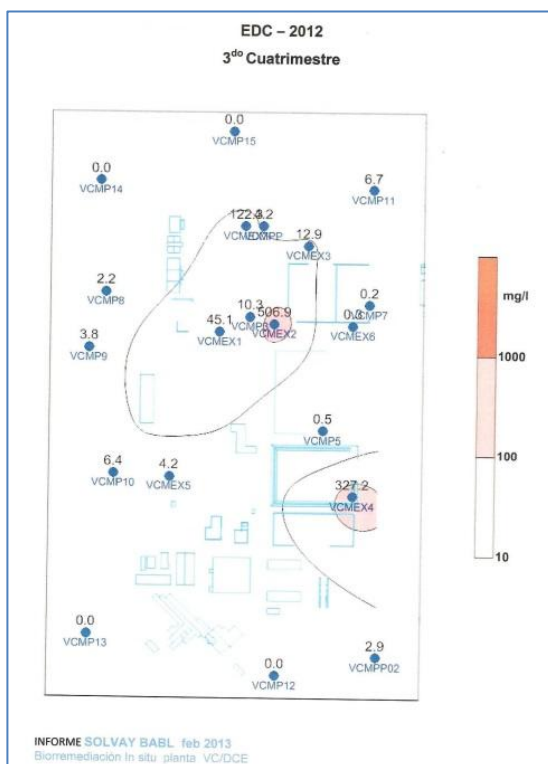 EDC – 2012
3do Cuatrimestre
0.0
VCMP15
0.0
VCMP14
6.7
VCMP11
12.9
VCMEX3
2.2
VCMP8
10.3
506.9
VCMEX2
0.2
VCMP7
0.3
VCMEX6
45.1
VCMEX1
3.8
VCMP9
mg/l
1000
100
10
0.5
VCMP5
6.4
VCMP10
4.2
VCMEX5
327.2
VCMEX4
0.0
VCMP13
0.0
VCMP12
2.9
VCMPP02
INFORME SOLVAY BABL feb 2013
Biorremediación In situ planta VC/DCE